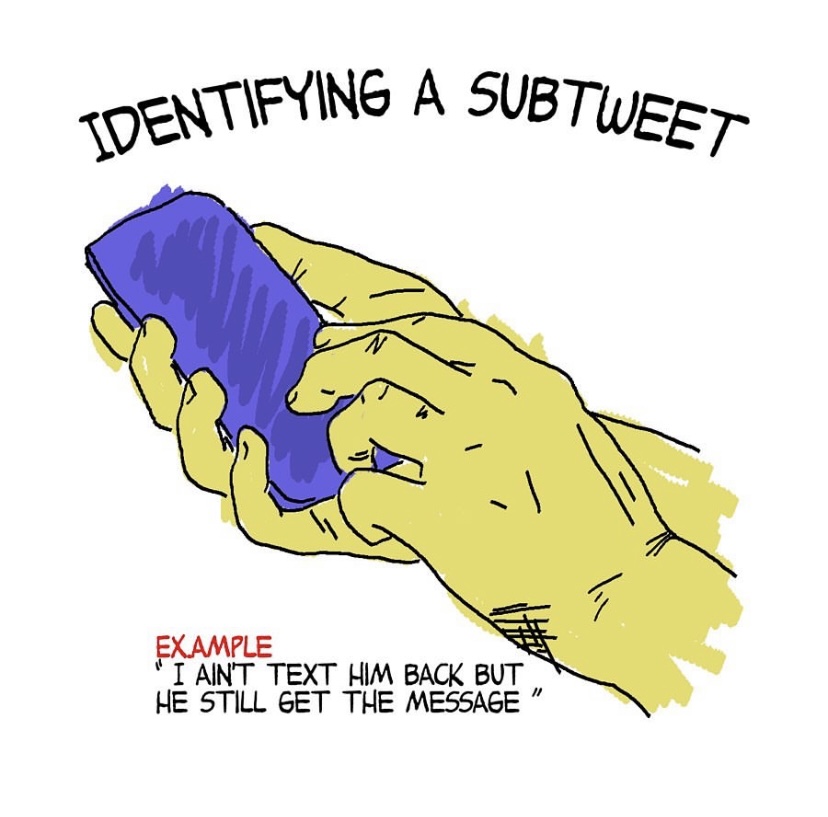 IDENTIFYING A SUBTWEET
EXAMPLE
" I AIN'T TEXT HIM BACK BUT
HE STILL GET THE MESSAGE "